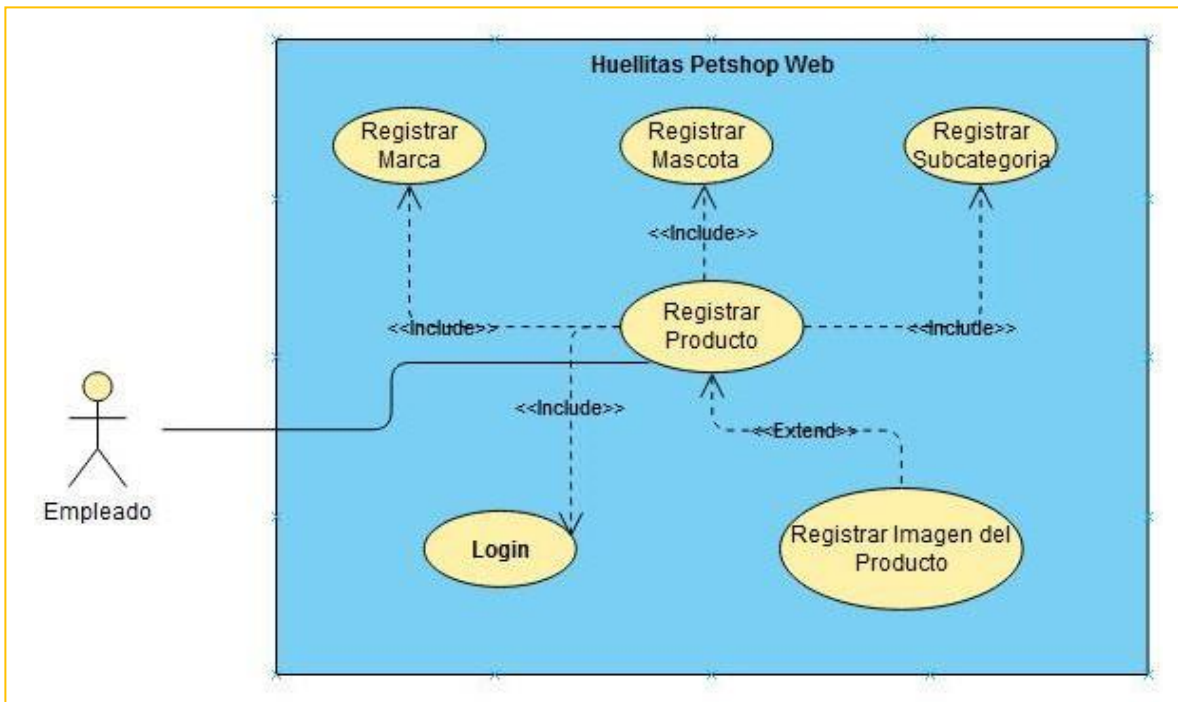 Huellitas Petshop Web
Registrar
Marca
Registrar
Mascota
Registrar
Subcategoria
<<Include>>
Registrar
Producto
<<Include>>
<<Include>>
<<Include>>
<<Extend>>
Empleado
Login
Registrar Imagen del
Producto